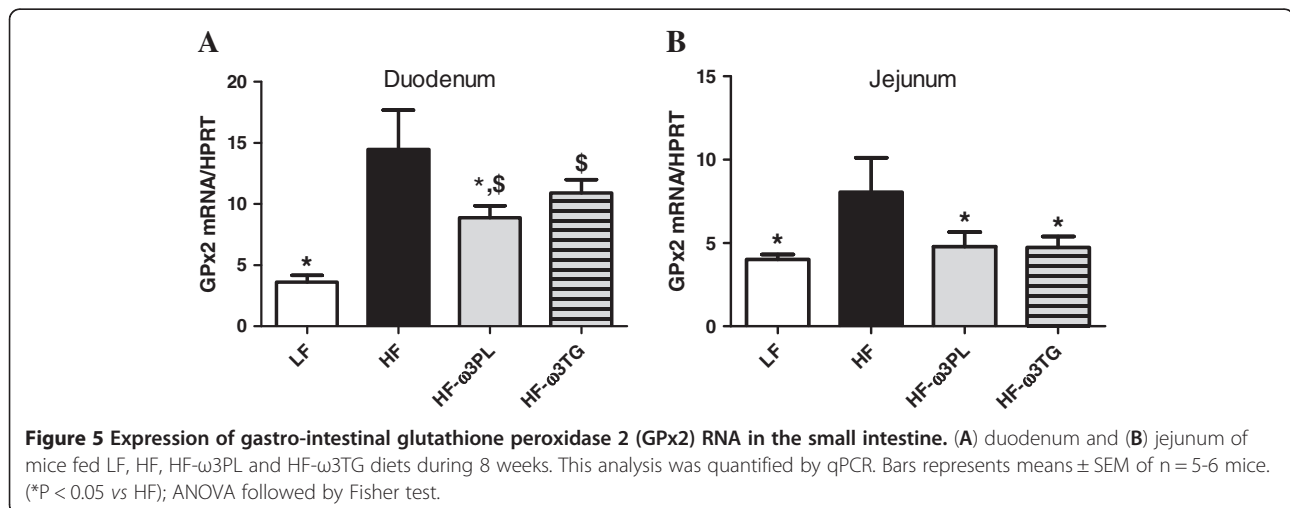 A
Duodenum
GPx2 mRNA/HPRT
20
15
10
5
0
*
*,$
$
LF
HF
HF-ω3PL
HF-ω3TG
B
Jejunum
GPx2 mRNA/HPRT
15
10
5
0
*
*
*
LF
HF
HF-ω3PL
HF-ω3TG
Figure 5 Expression of gastro-intestinal glutathione peroxidase 2 (GPx2) RNA in the small intestine. (A) duodenum and (B) jejunum of
mice fed LF, HF, HF-ω3PL and HF-ω3TG diets during 8 weeks. This analysis was quantified by qPCR. Bars represents means ± SEM of n = 5-6 mice.
(*P < 0.05 vs HF); ANOVA followed by Fisher test.